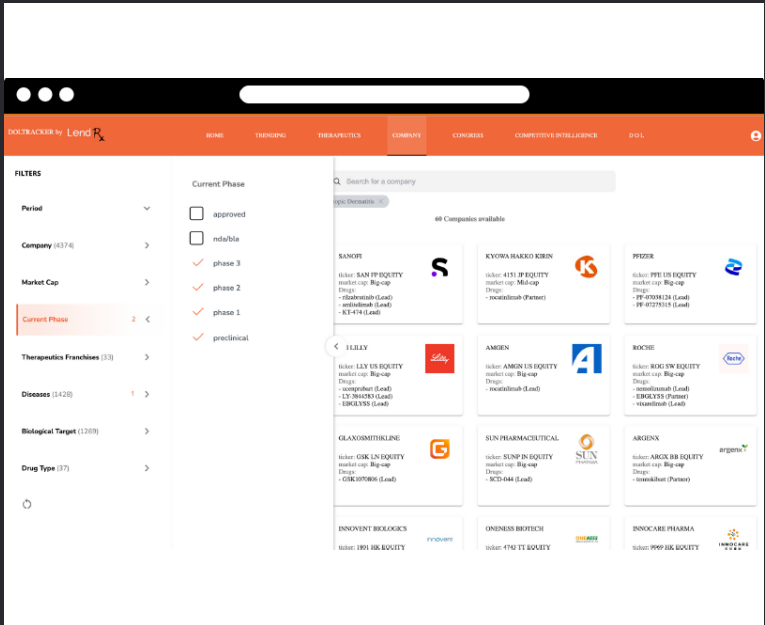 DOLTRACKER by Lend Rx
HOME TRENDING THERAPEUTICS COMPANY CONGRESS COMPETITIVE INTELLIGENCE D O L
FILTERS
Period
Company (4374)
Market Cap
Current Phase 2
Therapeutics Franchises (33)
Diseases (1428) 1
Biological Target (1269)
Drug Type (37)
Current Phase
approved
nda/bla
phase 3
phase 2
phase 1
preclinical
Search for a company
opic Dermatitis X
60 Companies available
SANOFI
ticker: SAN FP EQUITY
market cap: Big-cap
Drugs:
- rilzabrutinib (Lead)
- amlitelimab (Lead)
- KT-474 (Lead)
KYOWA HAKKO KIRIN
ticker: 4151 JP EQUITY
market cap: Mid-cap
Drugs:
- rocatinlimab (Partner)
PFIZER
ticker: PFE US EQUITY
market cap: Big-cap
Drugs:
- PF-07038124 (Lead)
- PF-07275315 (Lead)
I LILLY
ticker: LLY US EQUITY
market cap: Big-cap
Drugs:
- ucenprubart (Lead)
- LY-3844583 (Lead)
- EBGLYSS (Lead)
Lilly
AMGEN
ticker: AMGN US EQUITY
market cap: Big-cap
Drugs:
- rocatinlimab (Lead)
ROCHE
ticker: ROG SW EQUITY
market cap: Big-cap
Drugs:
- nemolizumab (Lead)
- EBGLYSS (Partner)
- vixarelimab (Lead)
Roche
GLAXOSMITHKLINE
ticker: GSK LN EQUITY
market cap: Big-cap
Drugs:
- GSK1070806 (Lead)
SUN PHARMACEUTICAL
ticker: SUNP IN EQUITY
market cap: Big-cap
Drugs:
- SCD-044 (Lead)
SUN
PHARMA
ARGENX
ticker: ARGX BB EQUITY
market cap: Big-cap
Drugs:
- temtokibart (Partner)
argenx
INNOVENT BIOLOGICS
ticker: 1801 HK EQUITY
Innovent
ONENESS BIOTECH
ticker: 4743 TT EQUITY
INNOCARE PHARMA
ticker: 9969 HK EQUITY
INNOCARE